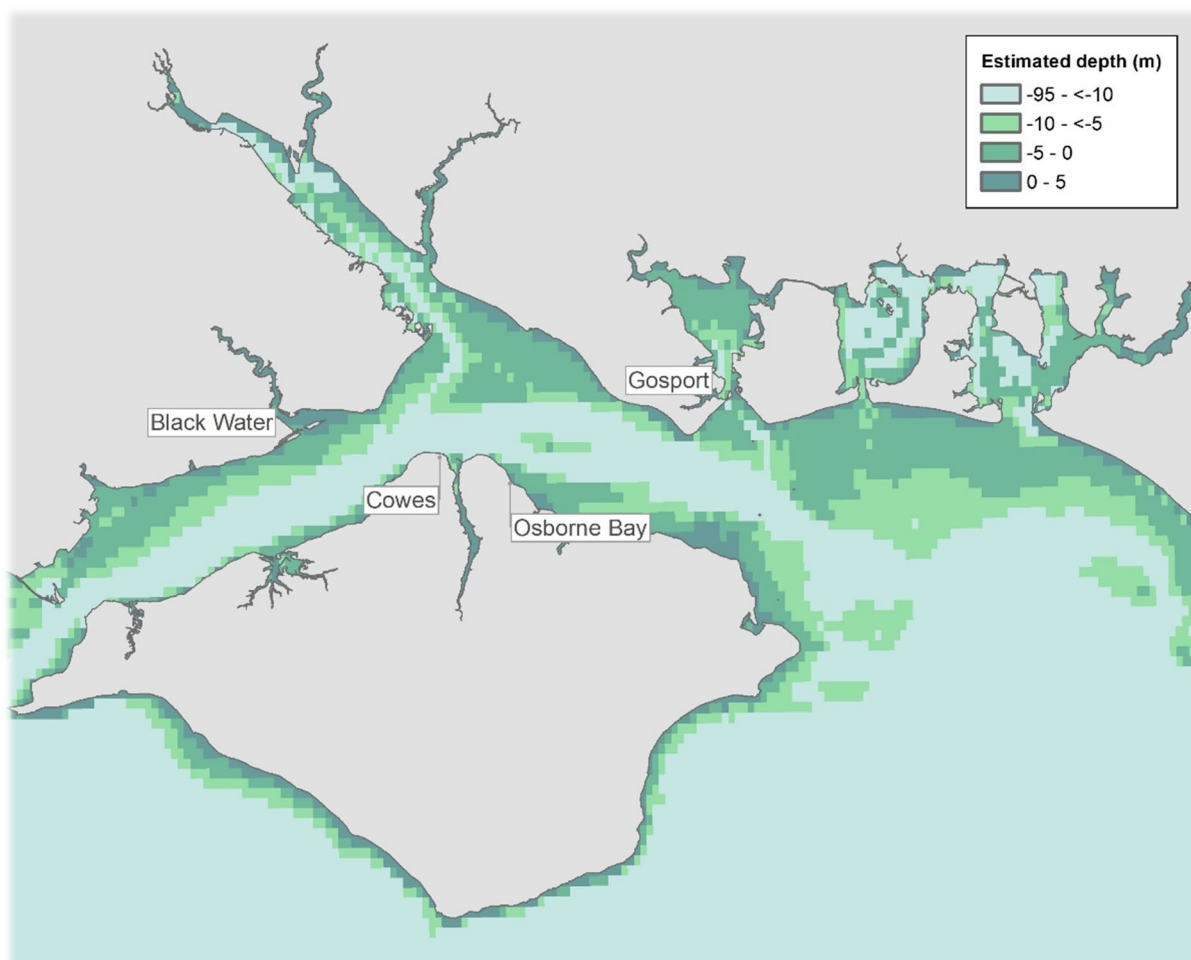 Estimated depth (m)
-95 - <-10
-10 - <-5
-5 - 0
0 - 5
Gosport
Black Water
Cowes
Osborne Bay